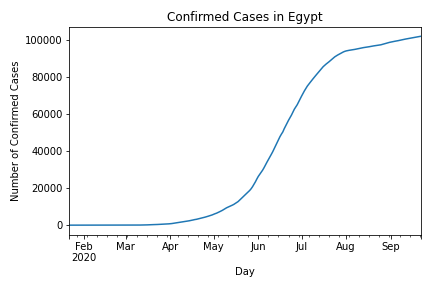 Confirmed Cases in Egypt
100000
80000
60000
40000
20000
0
Number of Confirmed Cases
Feb Mar Apr May Jun Jul Aug Sep
2020
Day